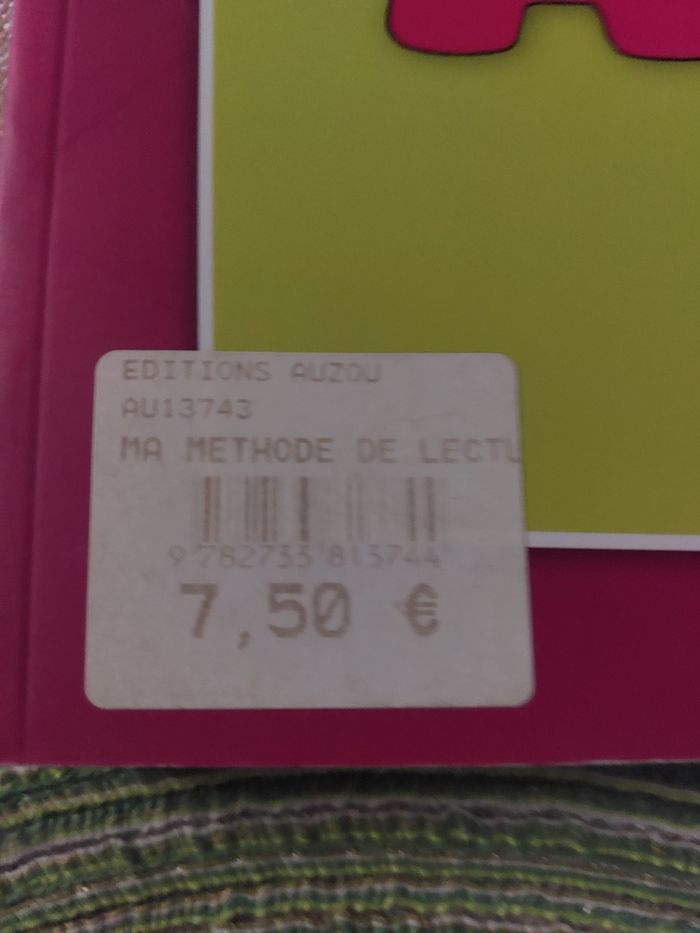 EDITIONS AUZOU
AU13743
MA METHODE DE LECTU
9 782733 813744
7,50 €